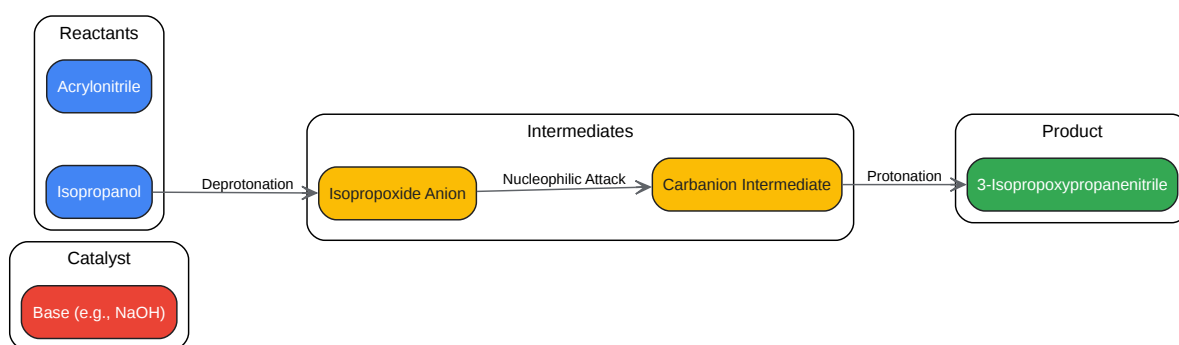 Reactants
Acrylonitrile
Isopropanol
Deprotonation
Intermediates
Isopropoxide Anion
Nucleophilic Attack
Carbanion Intermediate
Protonation
Product
3-Isopropoxypropanenitrile
Catalyst
Base (e.g., NaOH)